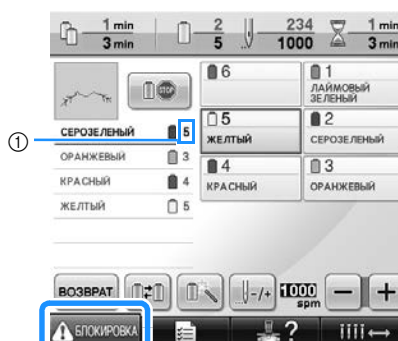 1 min
3 min
2
5
234
1000
1 min
3 min
6
1
ЛАЙМОВЫЙ
ЗЕЛЕНЫЙ
①
СЕРОЗЕЛЕНЫЙ 5
5
ЖЕЛТЫЙ
2
СЕРОЗЕЛЕНЫЙ
ОРАНЖЕВЫЙ 3
КРАСНЫЙ 4
4
КРАСНЫЙ
3
ОРАНЖЕВЫЙ
ЖЕЛТЫЙ 5
ВОЗВРАТ
-/+
1000
spm
−
+
БЛОКИРОВКА
?